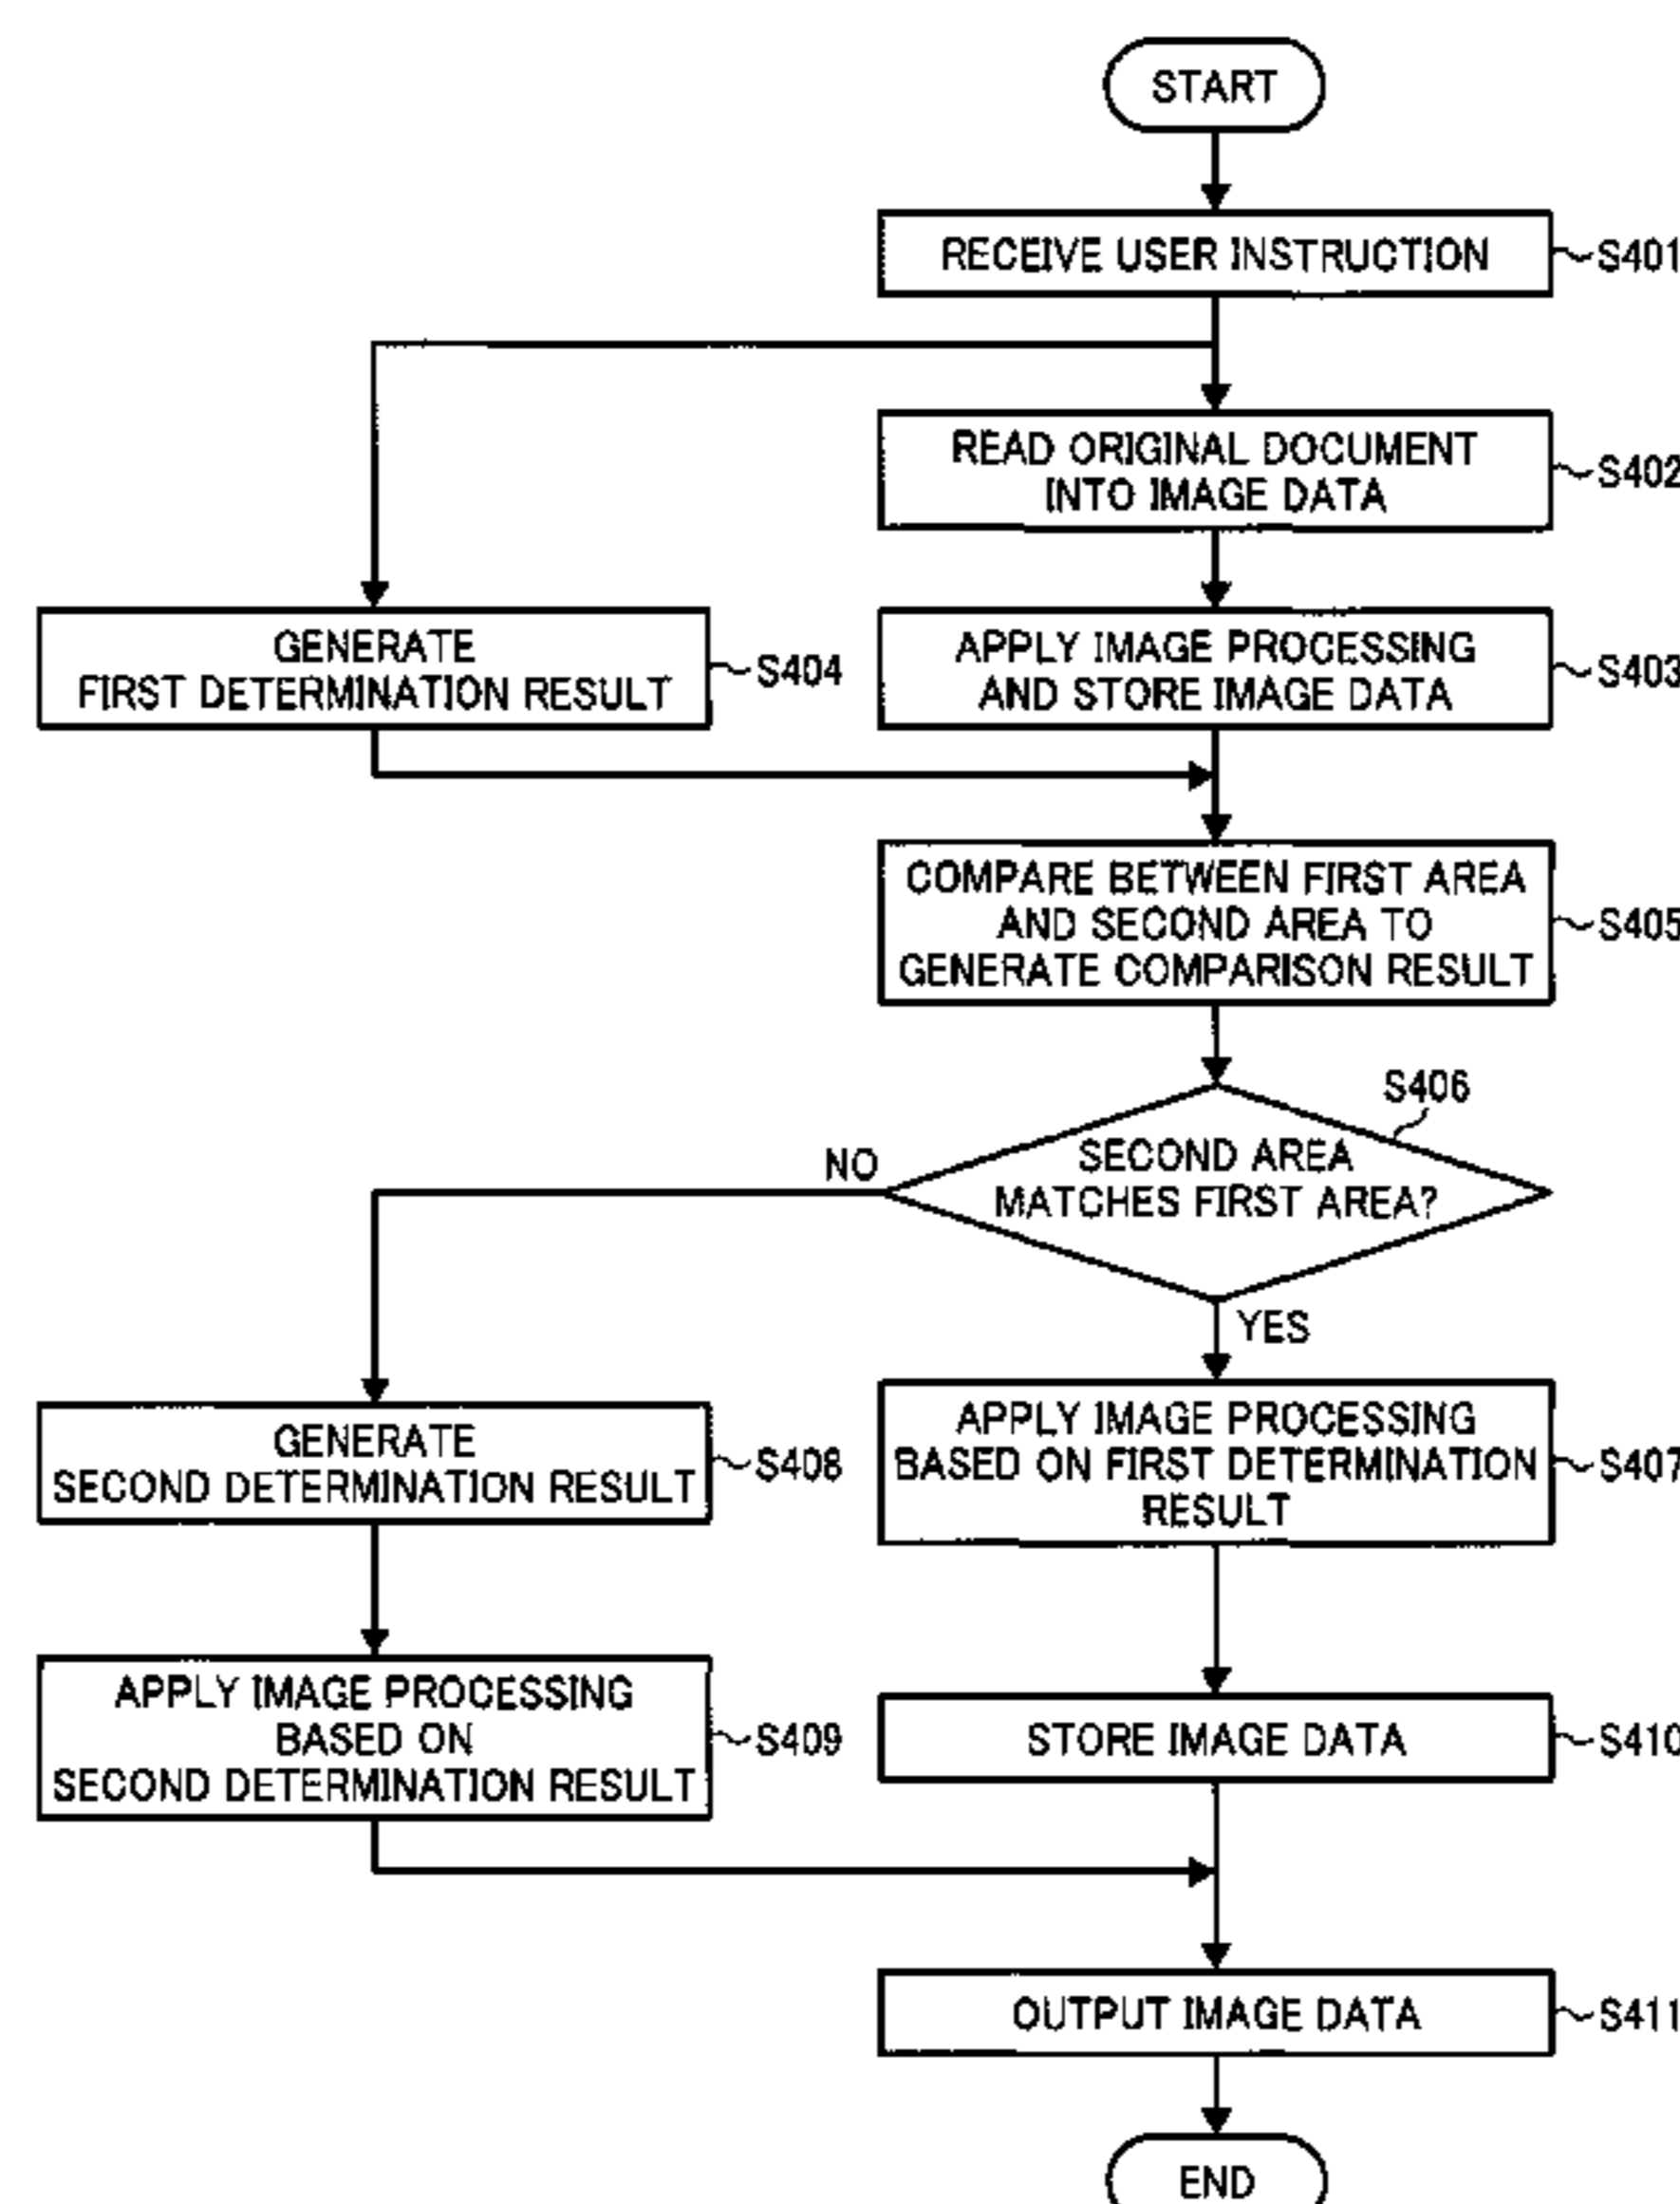 START
RECEIVE USER INSTRUCTION
S401
READ ORIGINAL DOCUMENT
INTO IMAGE DATA
S402
GENERATE
FIRST DETERMINATION RESULT
S404
APPLY IMAGE PROCESSING
AND STORE IMAGE DATA
S403
COMPARE BETWEEN FIRST AREA
AND SECOND AREA TO
GENERATE COMPARISON RESULT
S405
S406
SECOND AREA
MATCHES FIRST AREA?
NO
YES
GENERATE
SECOND DETERMINATION RESULT
S408
APPLY IMAGE PROCESSING
BASED ON FIRST DETERMINATION
RESULT
S407
APPLY IMAGE PROCESSING
BASED ON
SECOND DETERMINATION RESULT
S409
STORE IMAGE DATA
S410
OUTPUT IMAGE DATA
S411
END